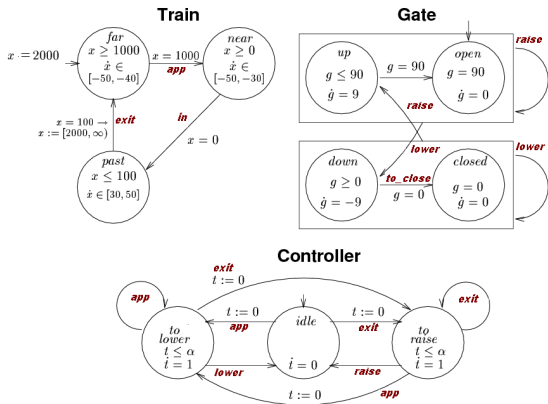 Train
x := 2000
far
x ≥ 1000
ẋ ∈
[−50, −40]
x = 1000
app
near
x ≥ 0
ẋ ∈
[−50, −30]
x = 100 →
x := [2000, ∞)
exit
in
x = 0
past
x ≤ 100
ẋ ∈ [30, 50]
Gate
up
g ≤ 90
ġ = 9
g = 90
open
g = 90
ġ = 0
raise
raise
lower
down
g ≥ 0
ġ = −9
to_close
g = 0
closed
g = 0
ġ = 0
lower
Controller
exit
t := 0
app
to
lower
t ≤ α
ṫ = 1
t := 0
app
lower
idle
ṫ = 0
t := 0
exit
raise
to
raise
t ≤ α
ṫ = 1
exit
app
t := 0